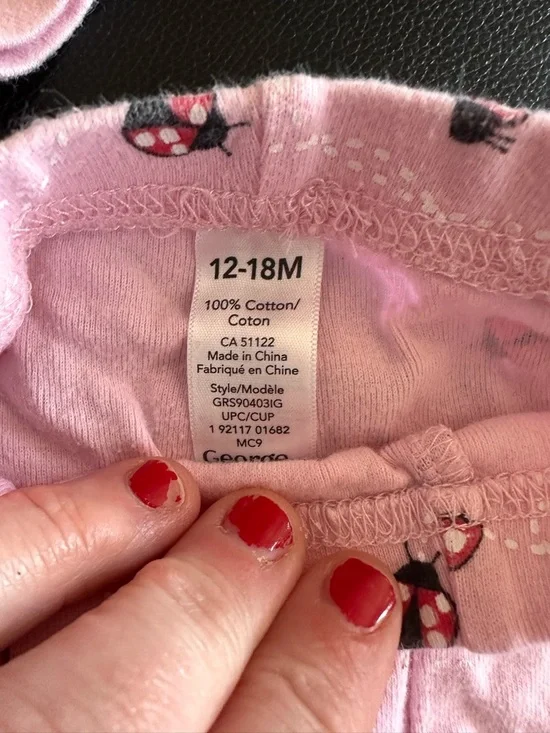 12-18M
100% Cotton/
Coton
CA 51122
Made in China
Fabriqué en Chine
Style/Modèle
GRS90403IG
UPC/CUP
1 92117 01682
MC9
George